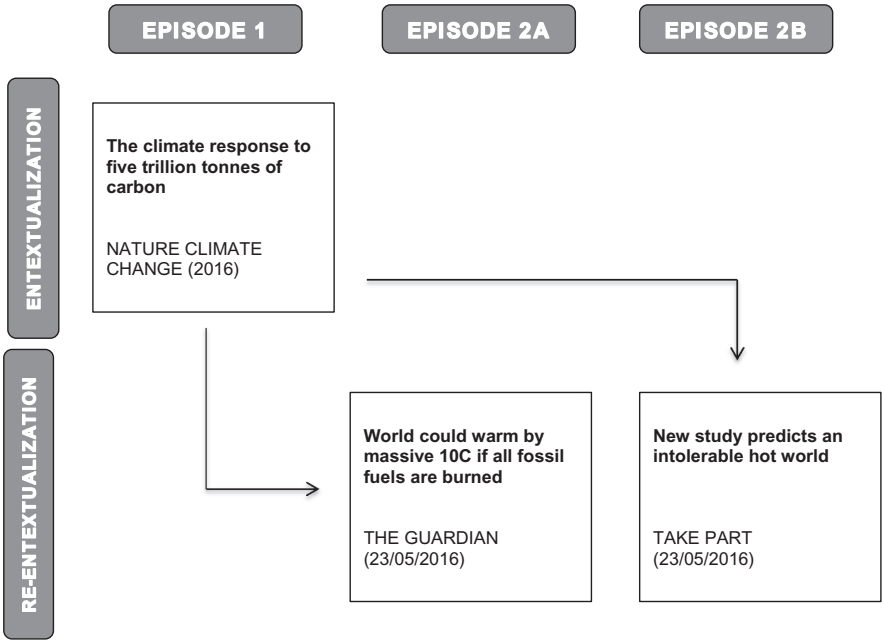 EPISODE 1
EPISODE 2A
EPISODE 2B
ENTEXTUALIZATION
The climate response to
five trillion tonnes of
carbon
NATURE CLIMATE
CHANGE (2016)
RE-ENTEXTUALIZATION
World could warm by
massive 10C if all fossil
fuels are burned
THE GUARDIAN
(23/05/2016)
New study predicts an
intolerable hot world
TAKE PART
(23/05/2016)